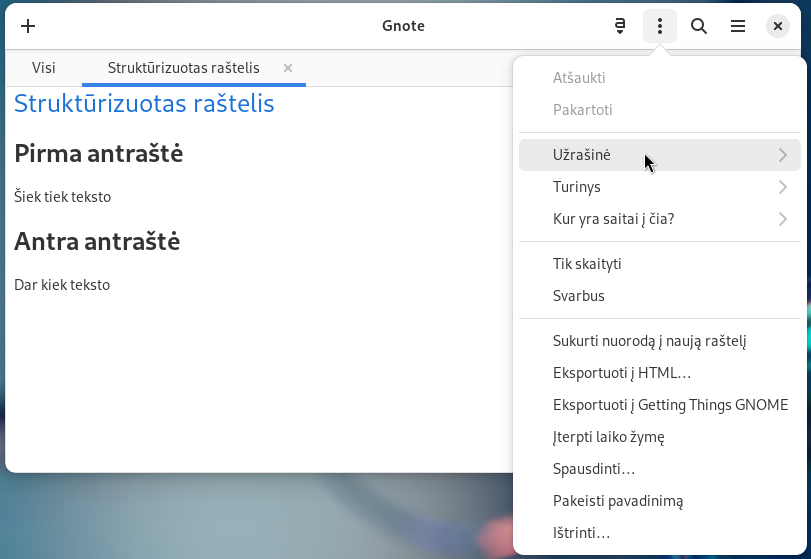 Gnote
Visi
Struktūrizuotas raštelis
Struktūrizuotas raštelis
Pirma antraštė
Šiek tiek teksto
Antra antraštė
Dar kiek teksto
Atšaukti
Pakartoti
Užrašinė
Turinys
Kur yra saitai į čia?
Tik skaityti
Svarbus
Sukurti nuorodą į naują raštelį
Eksportuoti į HTML…
Eksportuoti į Getting Things GNOME
Įterpti laiko žymę
Spausdinti…
Pakeisti pavadinimą
Ištrinti…